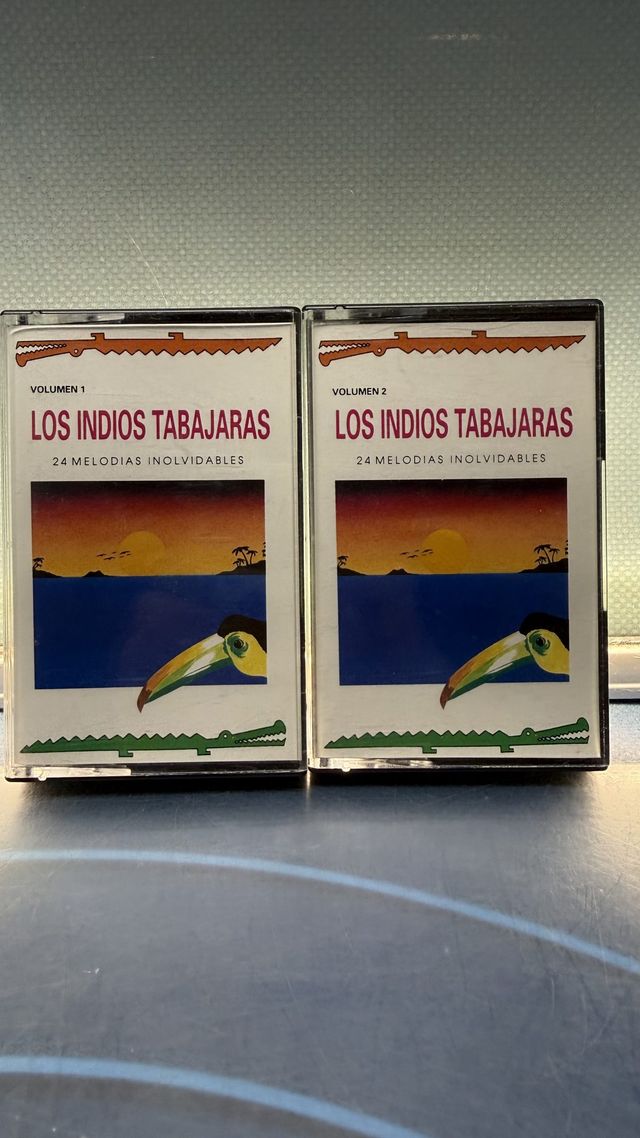 VOLUMEN 1
LOS INDIOS TABAJARAS
24 MELODIAS INOLVIDABLES
VOLUMEN 2
LOS INDIOS TABAJARAS
24 MELODIAS INOLVIDABLES